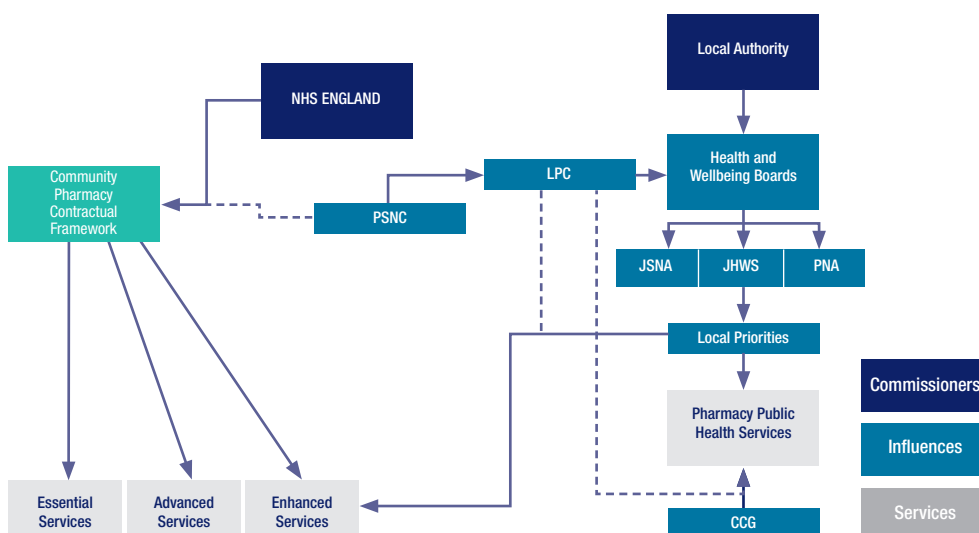 Local Authority
NHS ENGLAND
Health and
Wellbeing Boards
LPC
Community
Pharmacy
Contractual
Framework
PSNC
JSNA
JHWS
PNA
Local Priorities
Commissioners
Pharmacy Public
Health Services
Influences
Essential
Services
Advanced
Services
Enhanced
Services
CCG
Services